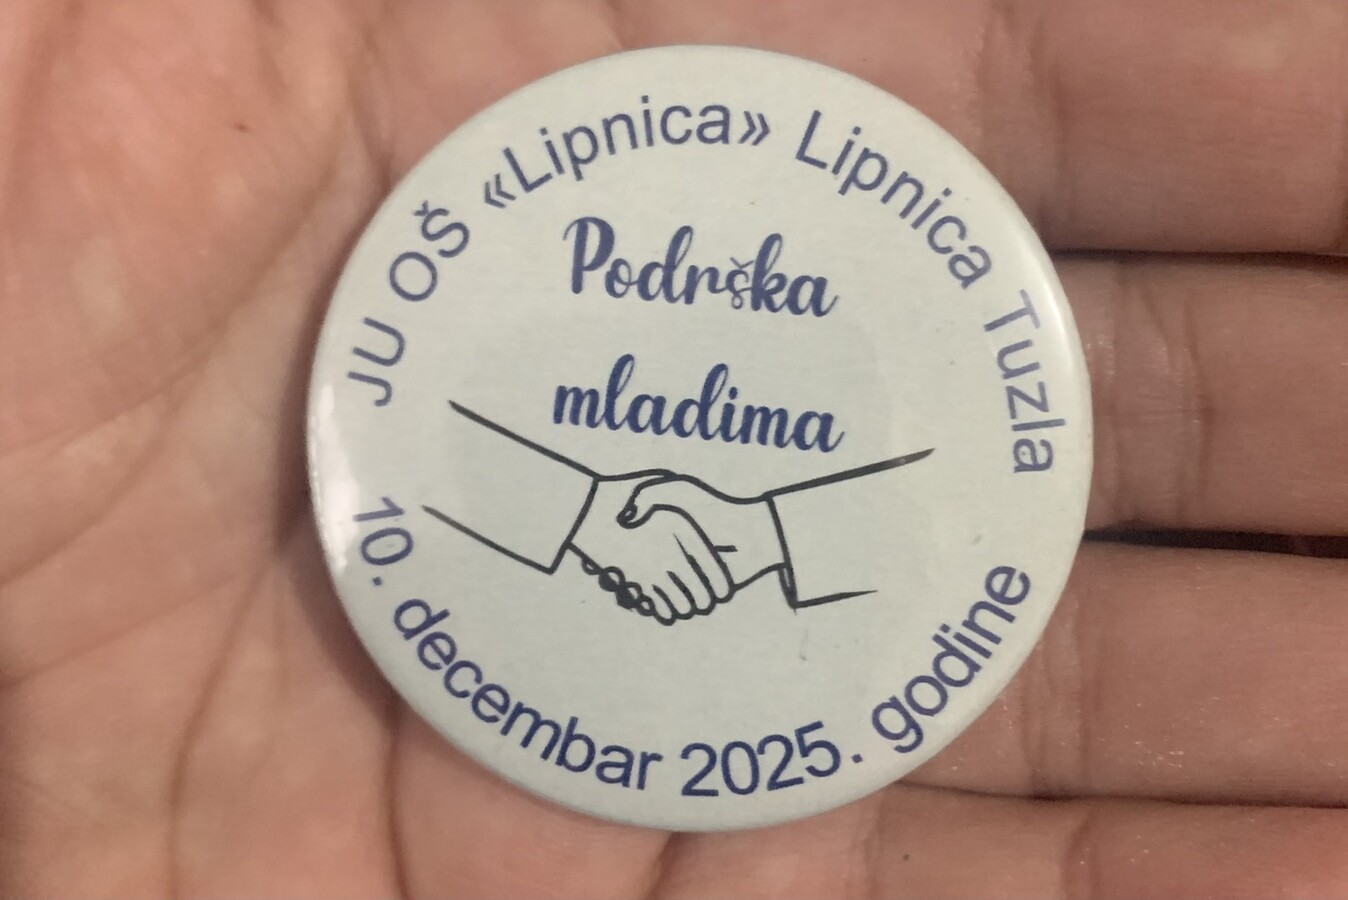 JU OŠ «Lipnica» Lipnica Tuzla
Podrška
mladima
10. decembar 2025. godine